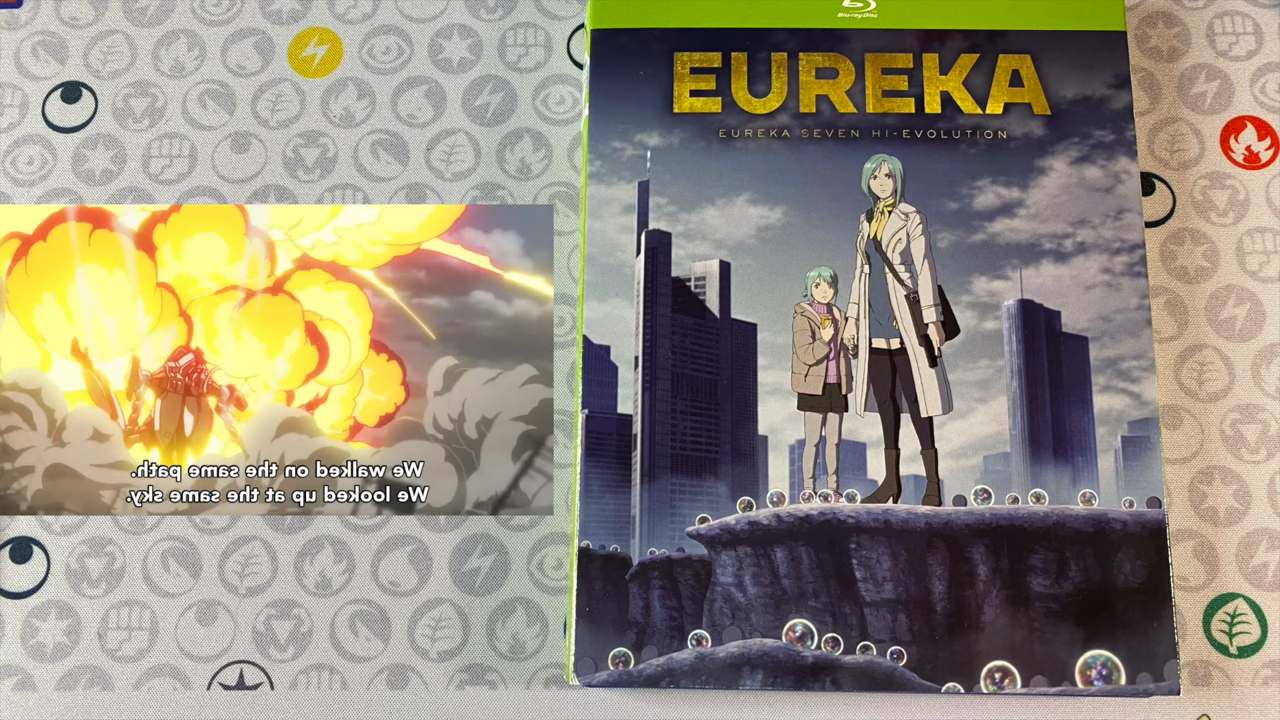 Blu-ray Disc
EUREKA
EUREKA SEVEN HI-EVOLUTION
We walked on the same path.
We looked up at the same sky.